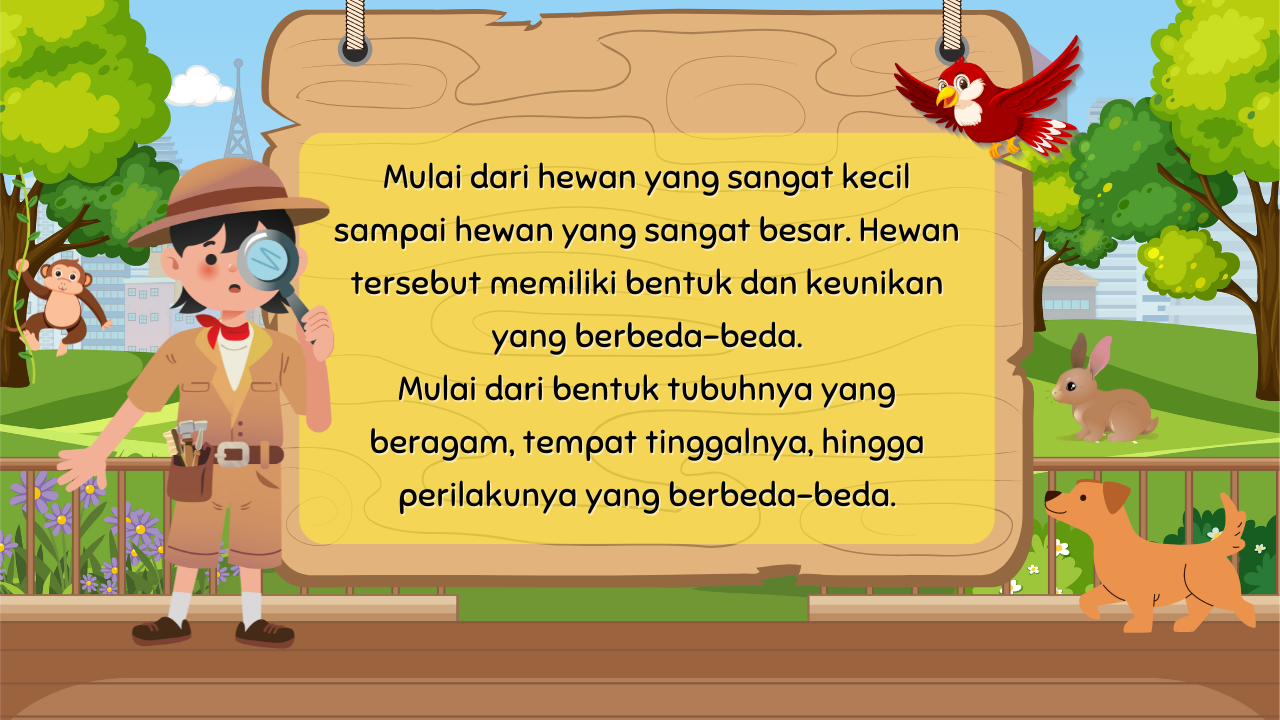 Mulai dari hewan yang sangat kecil
sampai hewan yang sangat besar. Hewan
tersebut memiliki bentuk dan keunikan
yang berbeda-beda.
Mulai dari bentuk tubuhnya yang
beragam, tempat tinggalnya, hingga
perilakunya yang berbeda-beda.